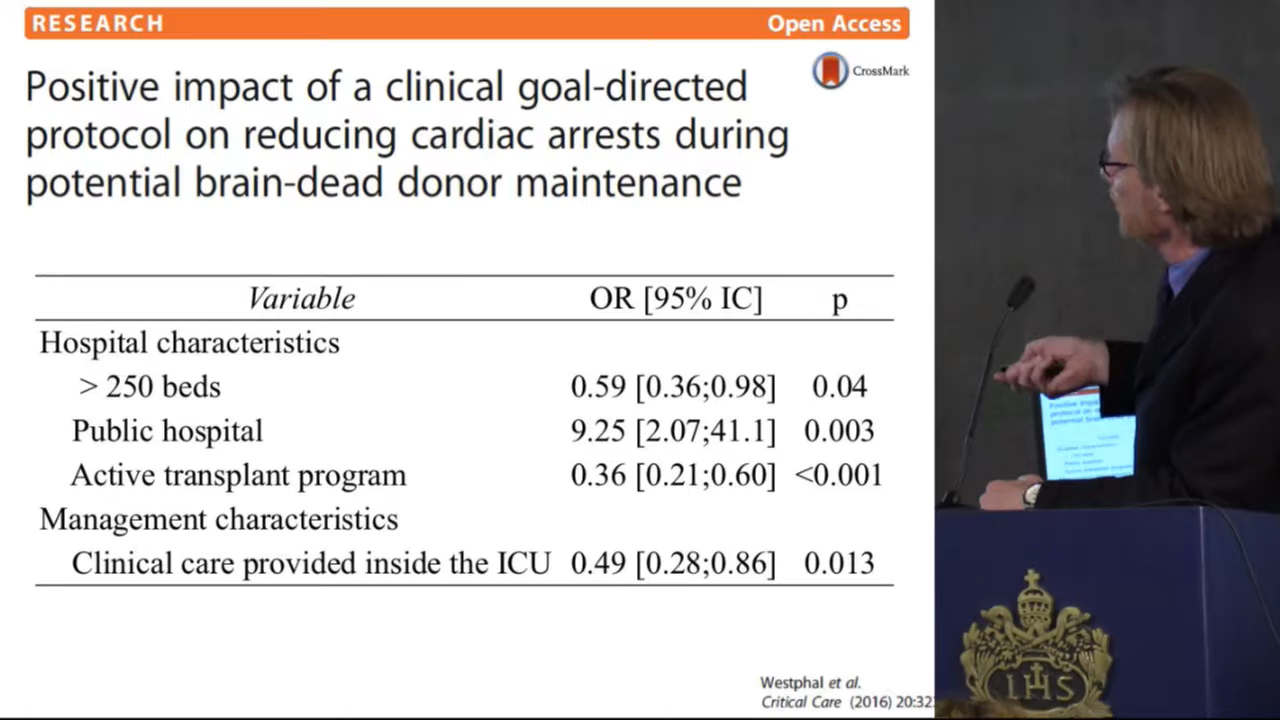 RESEARCH Open Access
Positive impact of a clinical goal-directed
protocol on reducing cardiac arrests during
potential brain-dead donor maintenance
CrossMark
Variable OR [95% IC] p
Hospital characteristics
> 250 beds 0.59 [0.36;0.98] 0.04
Public hospital 9.25 [2.07;41.1] 0.003
Active transplant program 0.36 [0.21;0.60] <0.001
Management characteristics
Clinical care provided inside the ICU 0.49 [0.28;0.86] 0.013
Westphal et al.
Critical Care (2016) 20:32
IHS